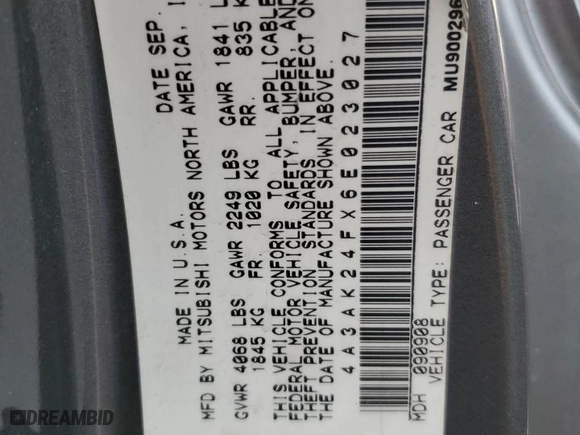 MADE IN U.S.A. DATE SEP.
MFD BY MITSUBISHI MOTORS NORTH AMERICA, I
GVWR 4068 LBS GAWR 2249 LBS GAWR 1841 L
1845 KG FR. 1020 KG RR. 835 K
THIS VEHICLE CONFORMS TO ALL APPLICABLE
FEDERAL MOTOR VEHICLE SAFETY, BUMPER, AND
THEFT PREVENTION STANDARDS IN EFFECT ON
THE DATE OF MANUFACTURE SHOWN ABOVE.
4A3AK24FX6E023027
MDH 090908
VEHICLE TYPE: PASSENGER CAR MU900296
DREAMBID